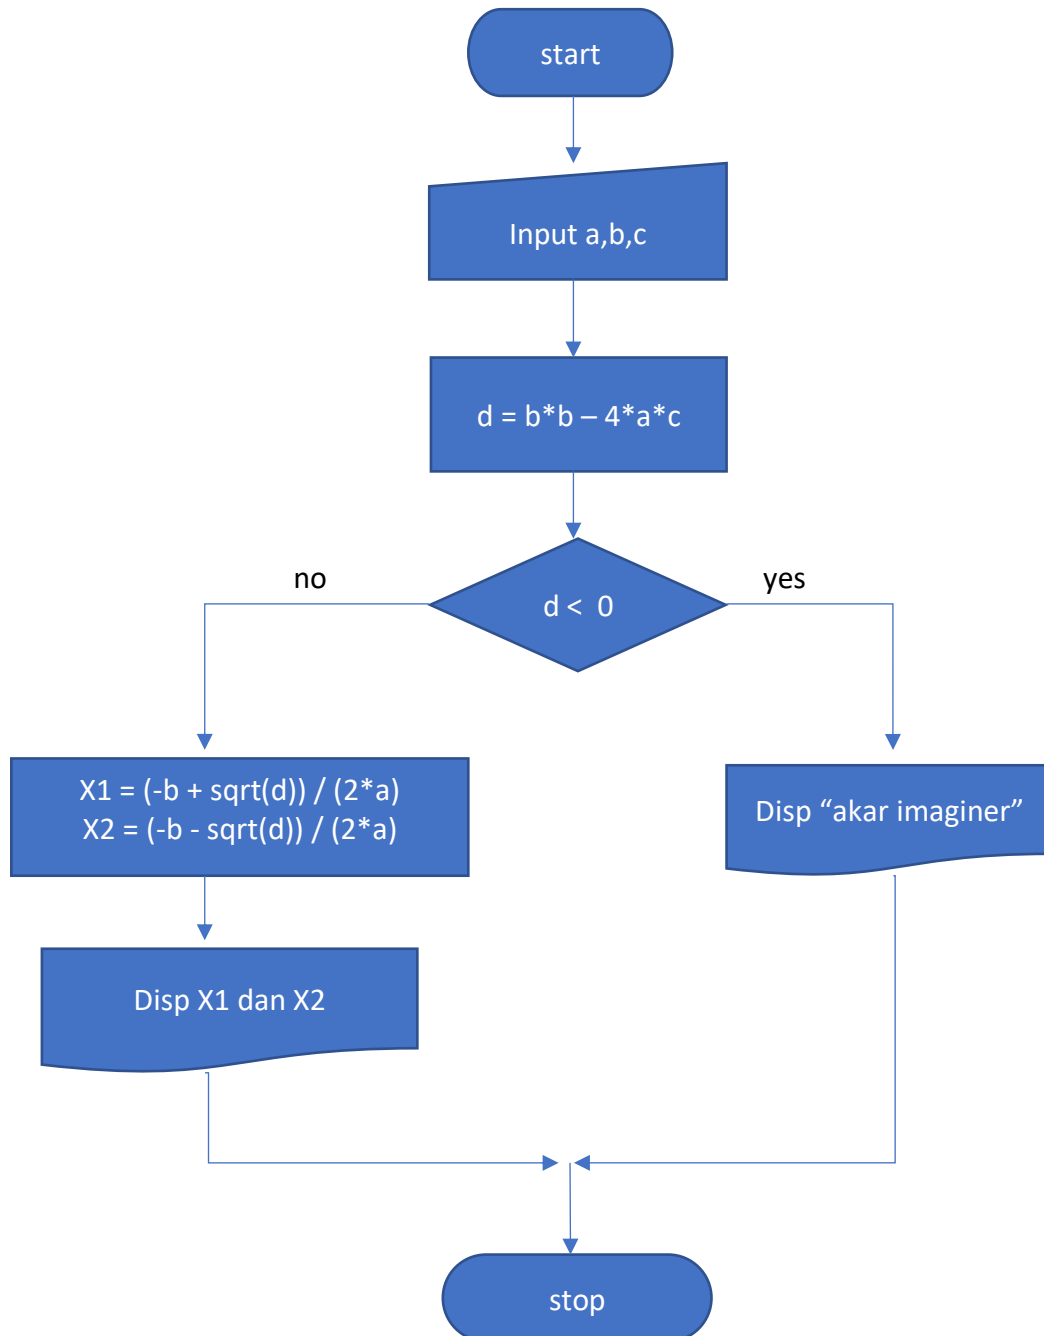 start
Input a,b,c
d = b*b – 4*a*c
no
yes
d <  0
X1 = (-b + sqrt(d)) / (2*a)
X2 = (-b - sqrt(d)) / (2*a)
Disp “akar imaginer”
Disp X1 dan X2
stop